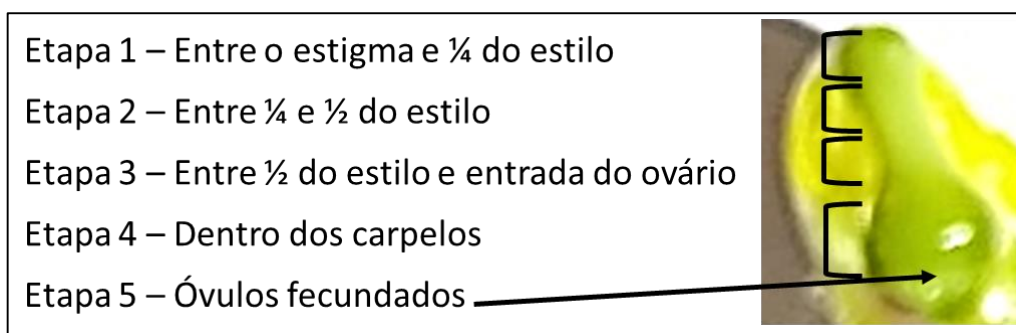 Etapa 1 – Entre o estigma e ¼ do estilo
Etapa 2 – Entre ¼ e ½ do estilo
Etapa 3 – Entre ½ do estilo e entrada do ovário
Etapa 4 – Dentro dos carpelos
Etapa 5 – Óvulos fecundados